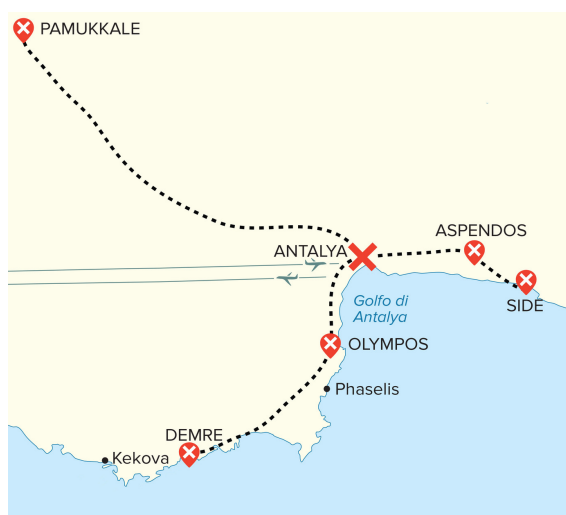 PAMUKKALE
ASPENDOS
ANTALYA
Golfo di
Antalya
SIDE
OLYMPOS
Phaselis
DEMRE
Kekova